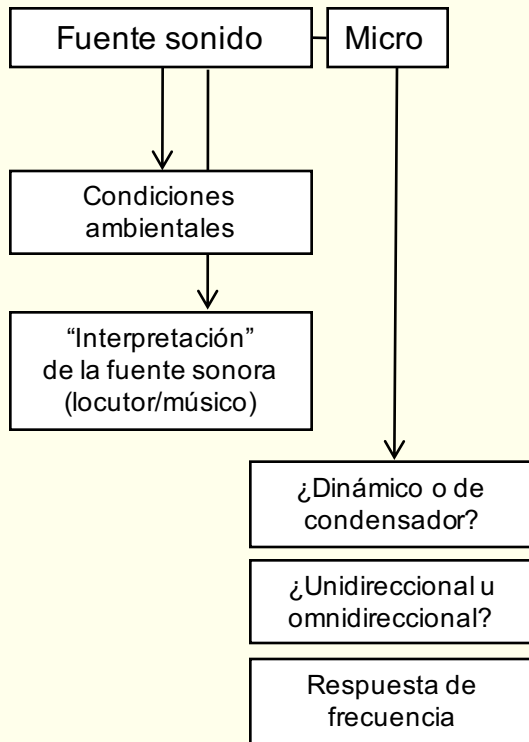 Fuente sonido
Micro
Condiciones
ambientales
“Interpretación”
de la fuente sonora
(locutor/músico)
¿Dinámico o de
condensador?
¿Unidireccional u
omnidireccional?
Respuesta de
frecuencia